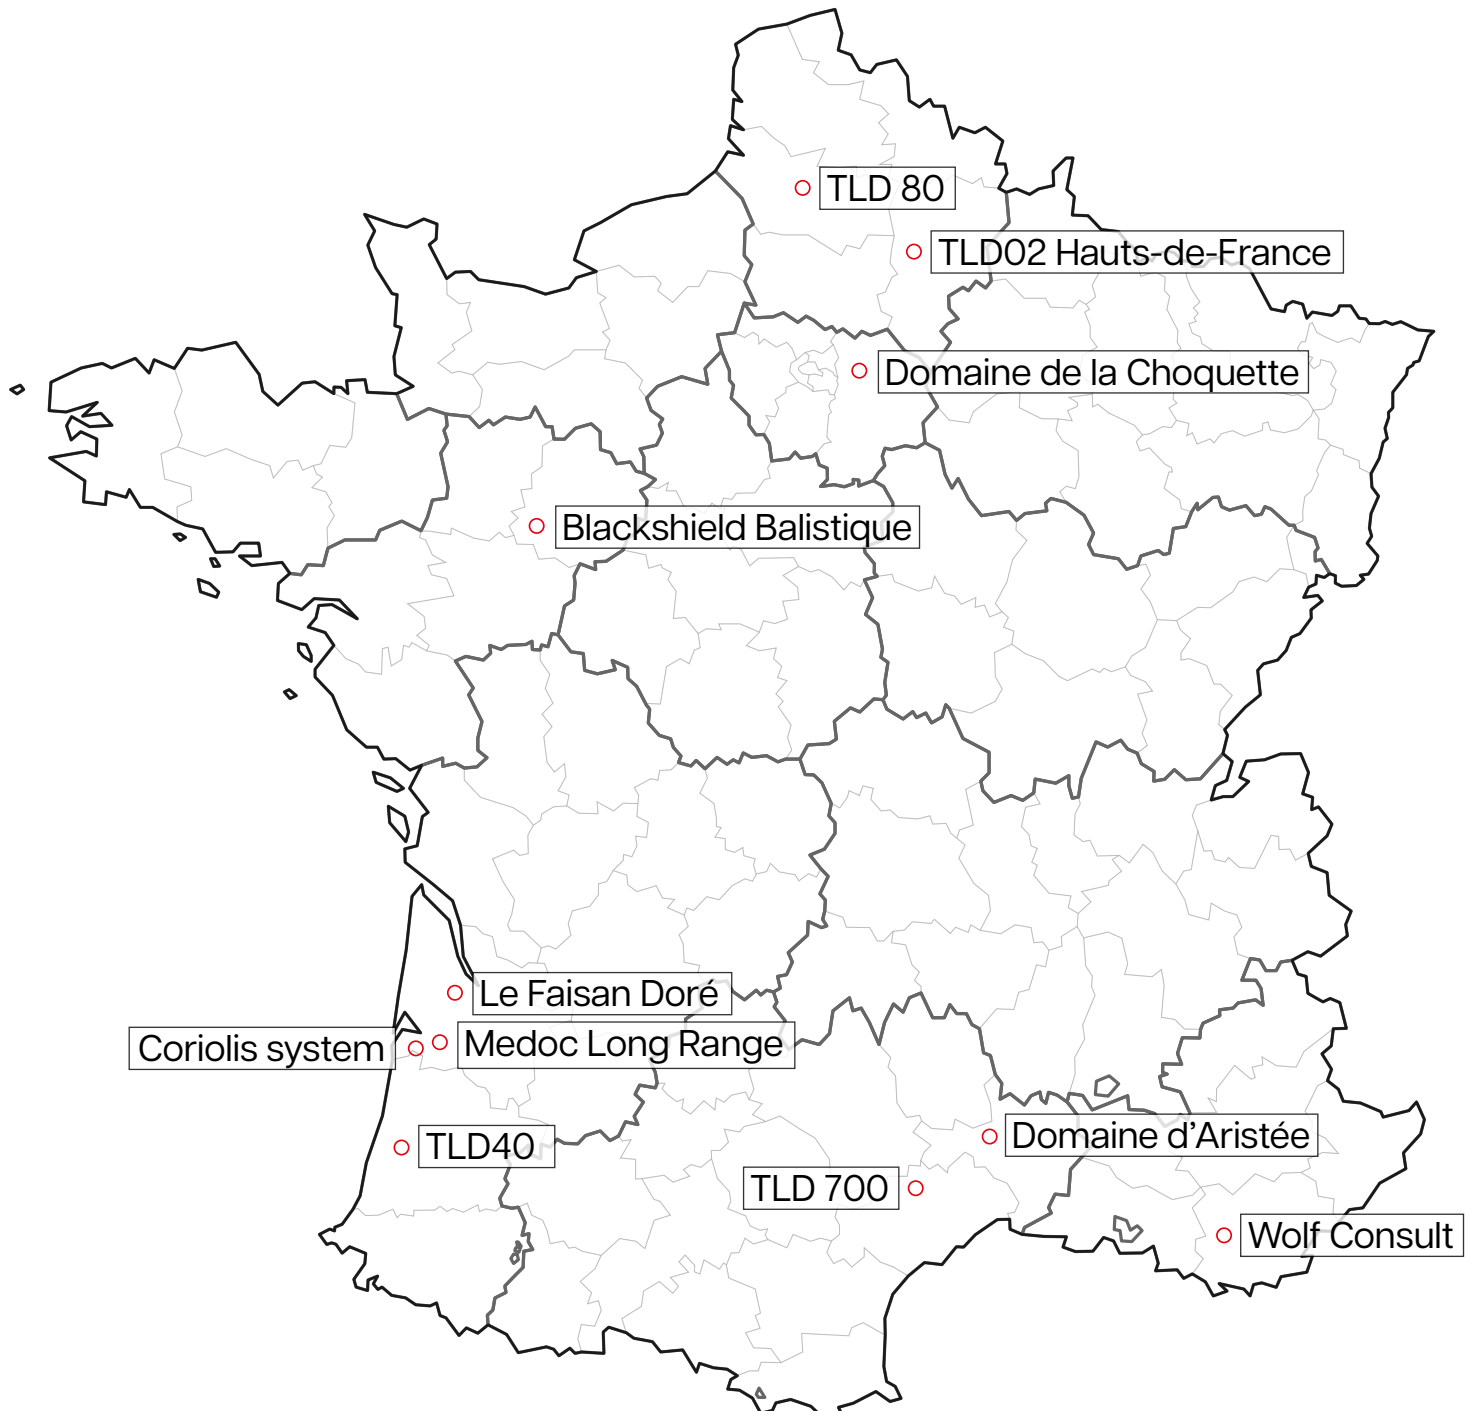 TLD 80
TLD02 Hauts-de-France
Domaine de la Choquette
Blackshield Balistique
Le Faisan Doré
Coriolis system
Medoc Long Range
TLD40
Domaine d'Aristée
TLD 700
Wolf Consult